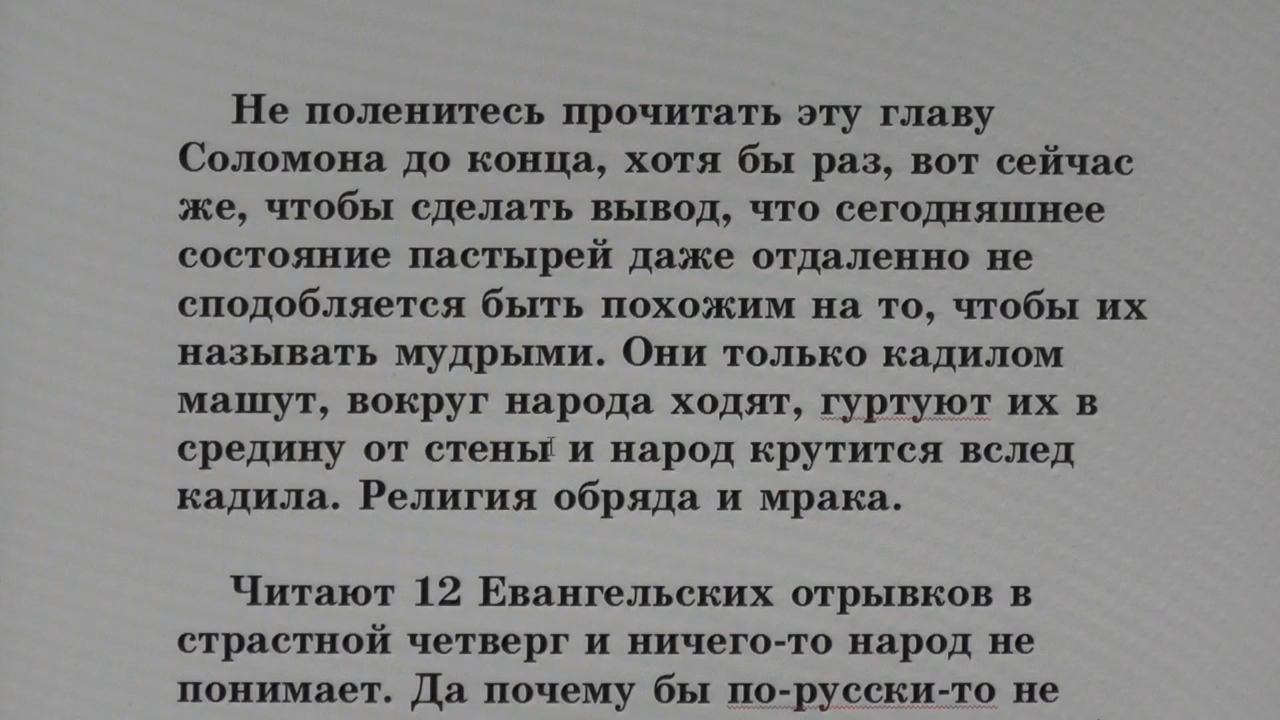 Не поленитесь прочитать эту главу
Соломона до конца, хотя бы раз, вот сейчас
же, чтобы сделать вывод, что сегодняшнее
состояние пастырей даже отдаленно не
сподобляется быть похожим на то, чтобы их
называть мудрыми. Они только кадилом
машут, вокруг народа ходят, гуртуют их в
средину от стены и народ крутится вслед
кадила. Религия обряда и мрака.
Читают 12 Евангельских отрывков в
страстной четверг и ничего-то народ не
понимает. Да почему бы по-русски-то не